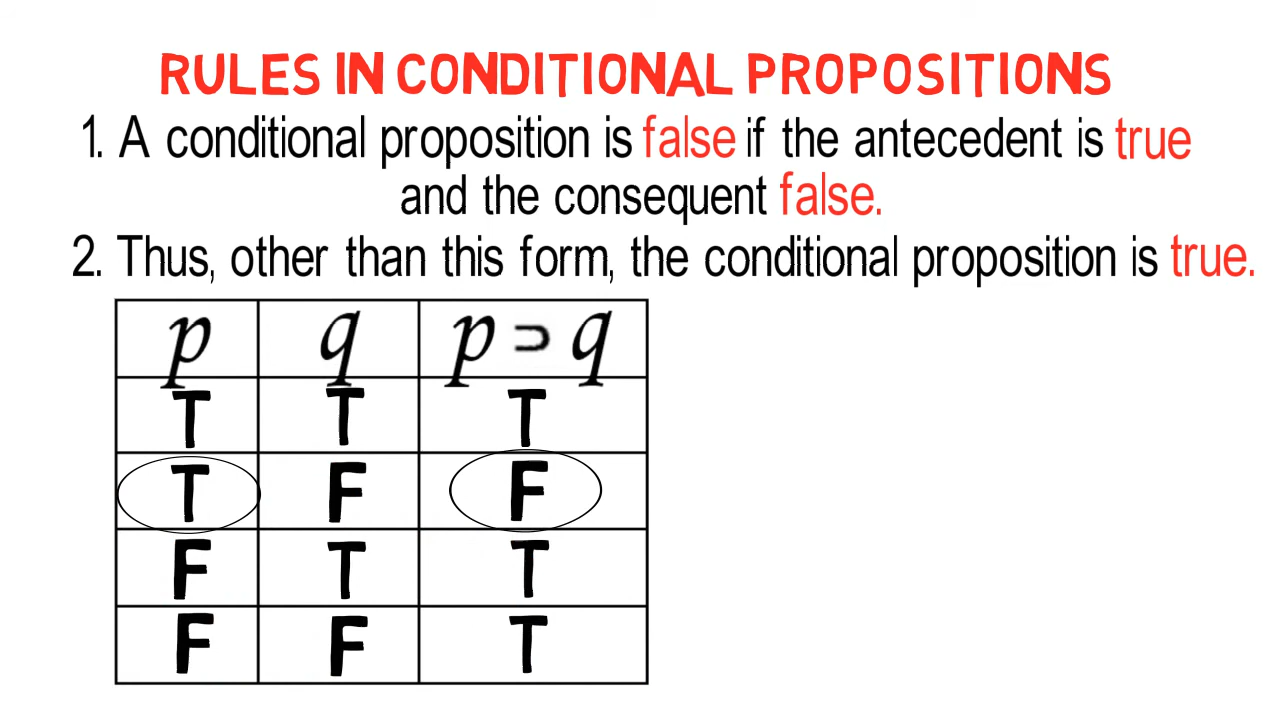 RULES IN CONDITIONAL PROPOSITIONS
1. A conditional proposition is false if the antecedent is true
and the consequent false.
2. Thus, other than this form, the conditional proposition is true.
p q p ⊃ q
T T T
T F F
F T T
F F T